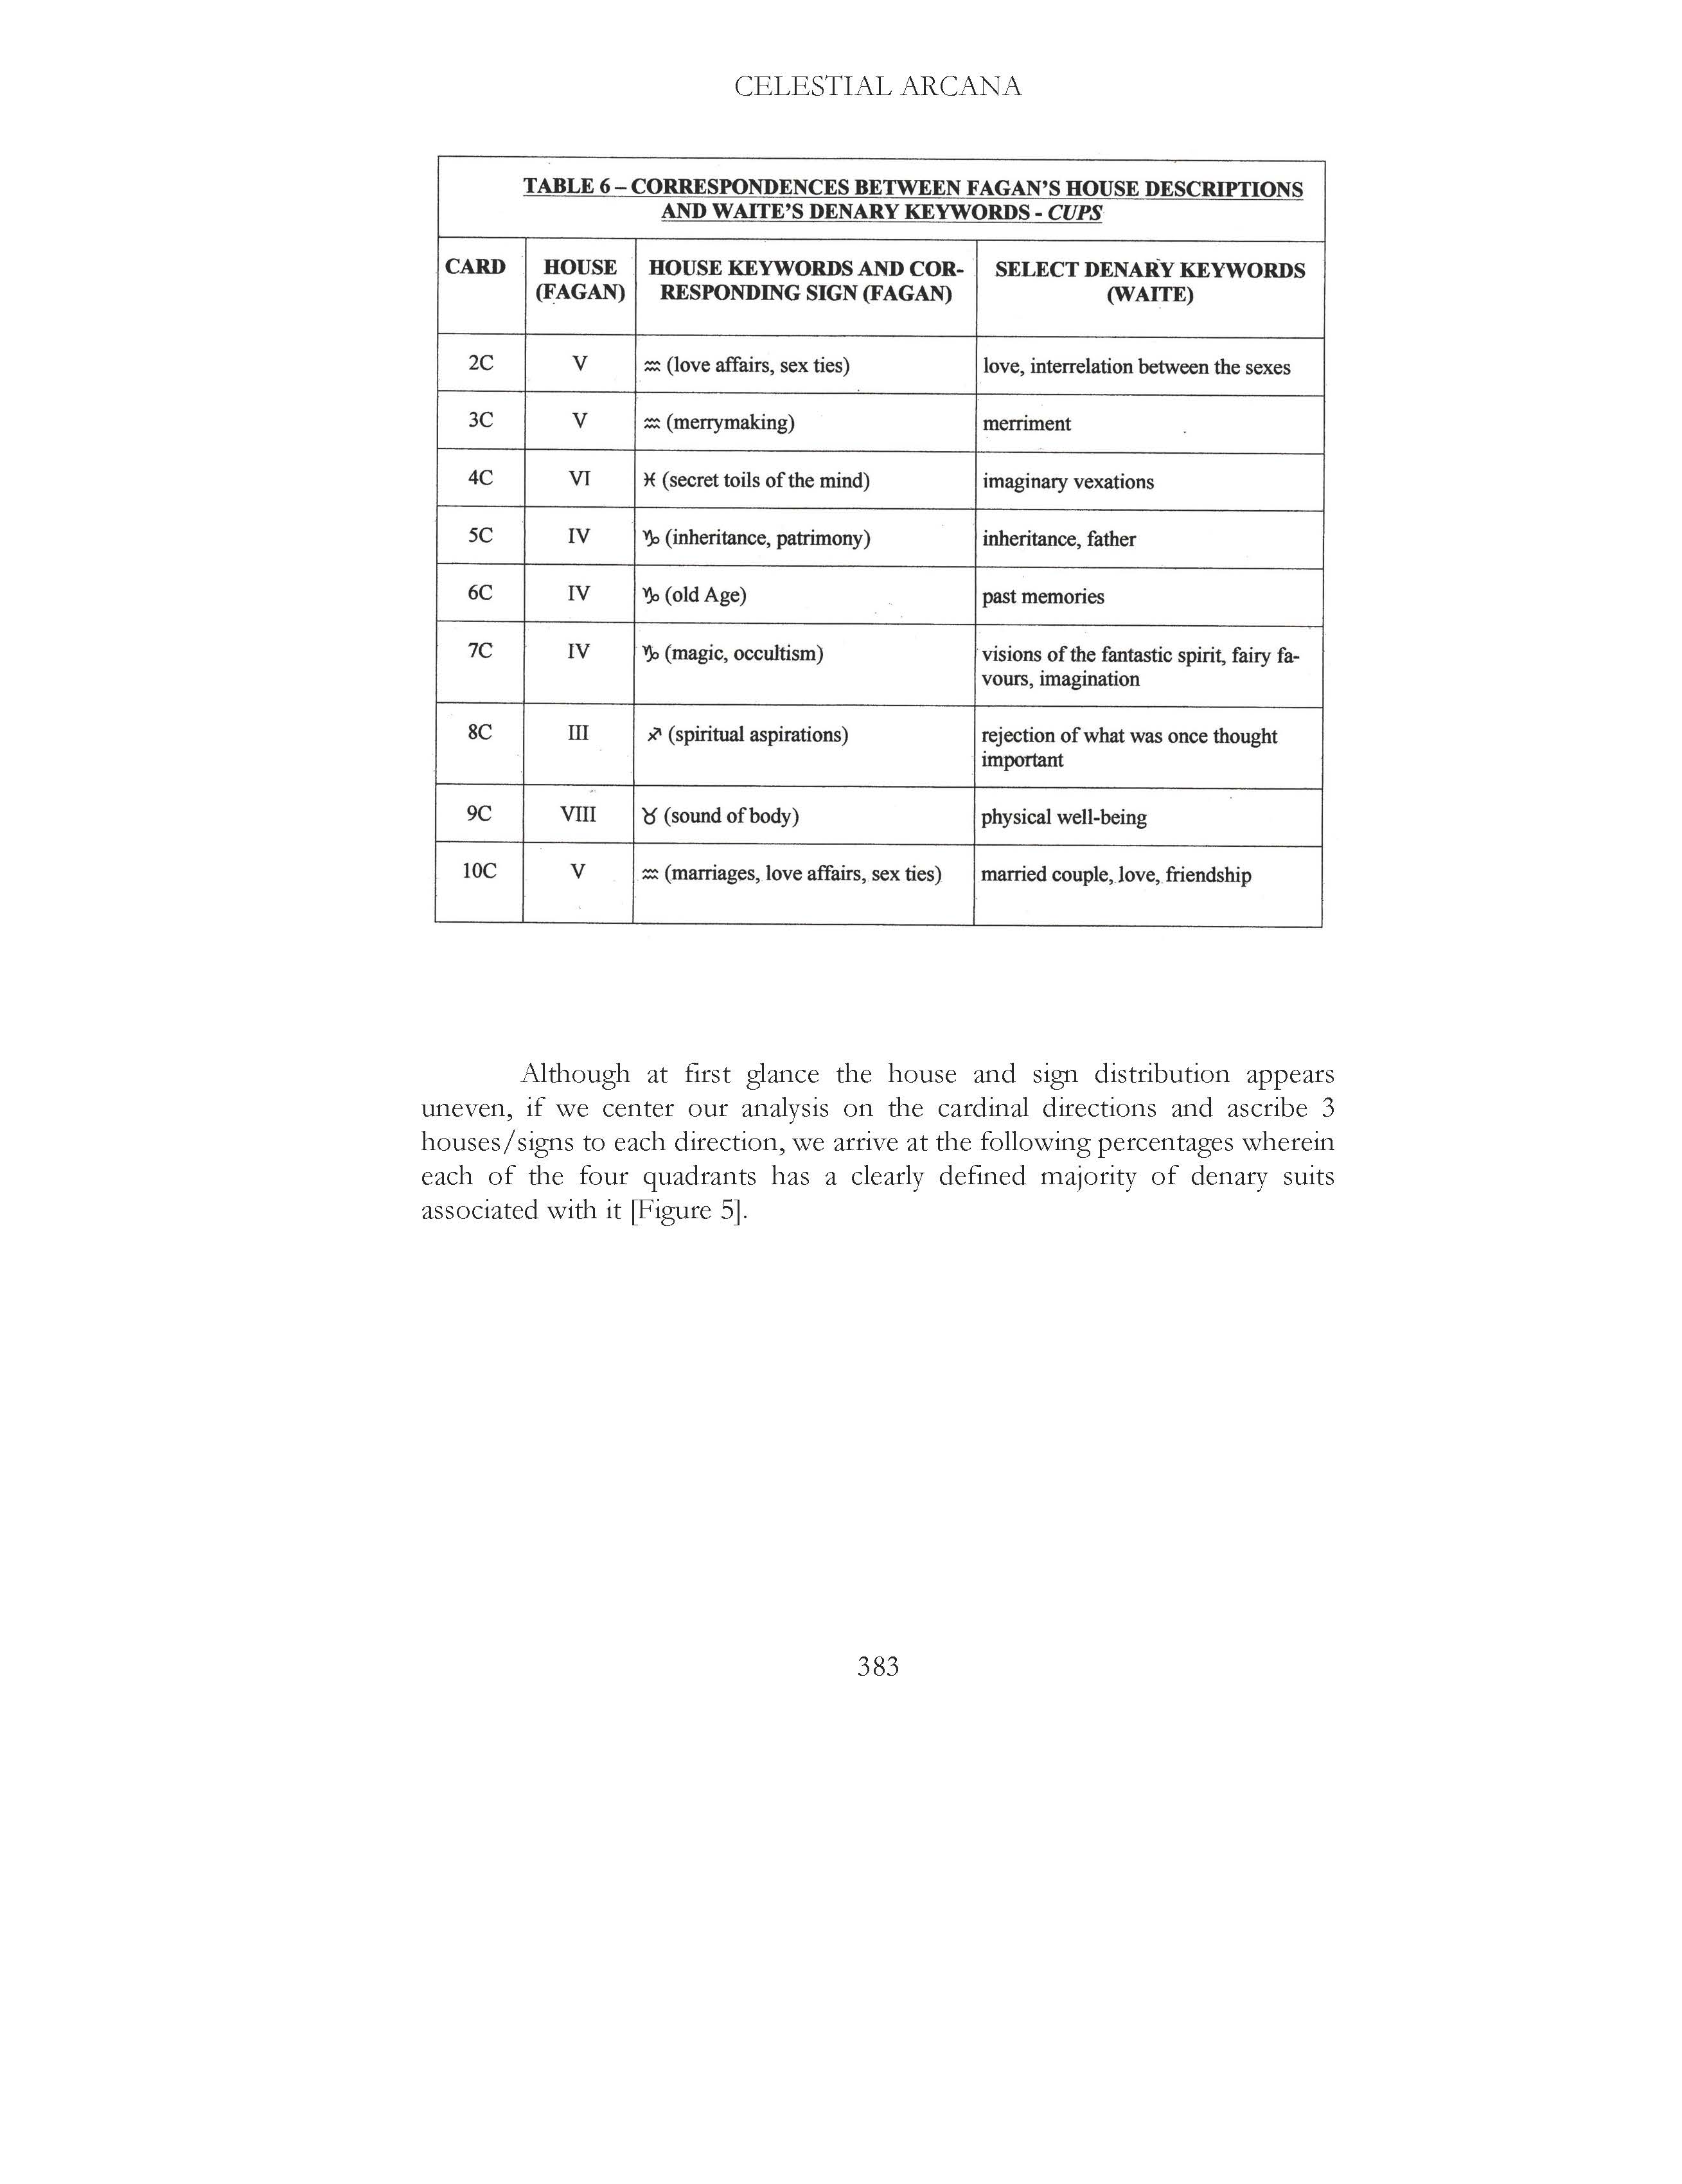 CELESTIAL ARCANA
TABLE 6 – CORRESPONDENCES BETWEEN FAGAN'S HOUSE DESCRIPTIONS
AND WAITE'S DENARY KEYWORDS - CUPS
CARD
HOUSE
(FAGAN)
HOUSE KEYWORDS AND COR-
RESPONDING SIGN (FAGAN)
SELECT DENARY KEYWORDS
(WAITE)
2C V ♒ (love affairs, sex ties) love, interrelation between the sexes
3C V ♒ (merrymaking) merriment
4C VI ♓ (secret toils of the mind) imaginary vexations
5C IV ♑ (inheritance, patrimony) inheritance, father
6C IV ♑ (old Age) past memories
7C IV ♑ (magic, occultism) visions of the fantastic spirit, fairy fa-
vours, imagination
8C III ♐ (spiritual aspirations) rejection of what was once thought
important
9C VIII ♉ (sound of body) physical well-being
10C V ♒ (marriages, love affairs, sex ties) married couple, love, friendship
Although at first glance the house and sign distribution appears
uneven, if we center our analysis on the cardinal directions and ascribe 3
houses/signs to each direction, we arrive at the following percentages wherein
each of the four quadrants has a clearly defined majority of denary suits
associated with it [Figure 5].
383